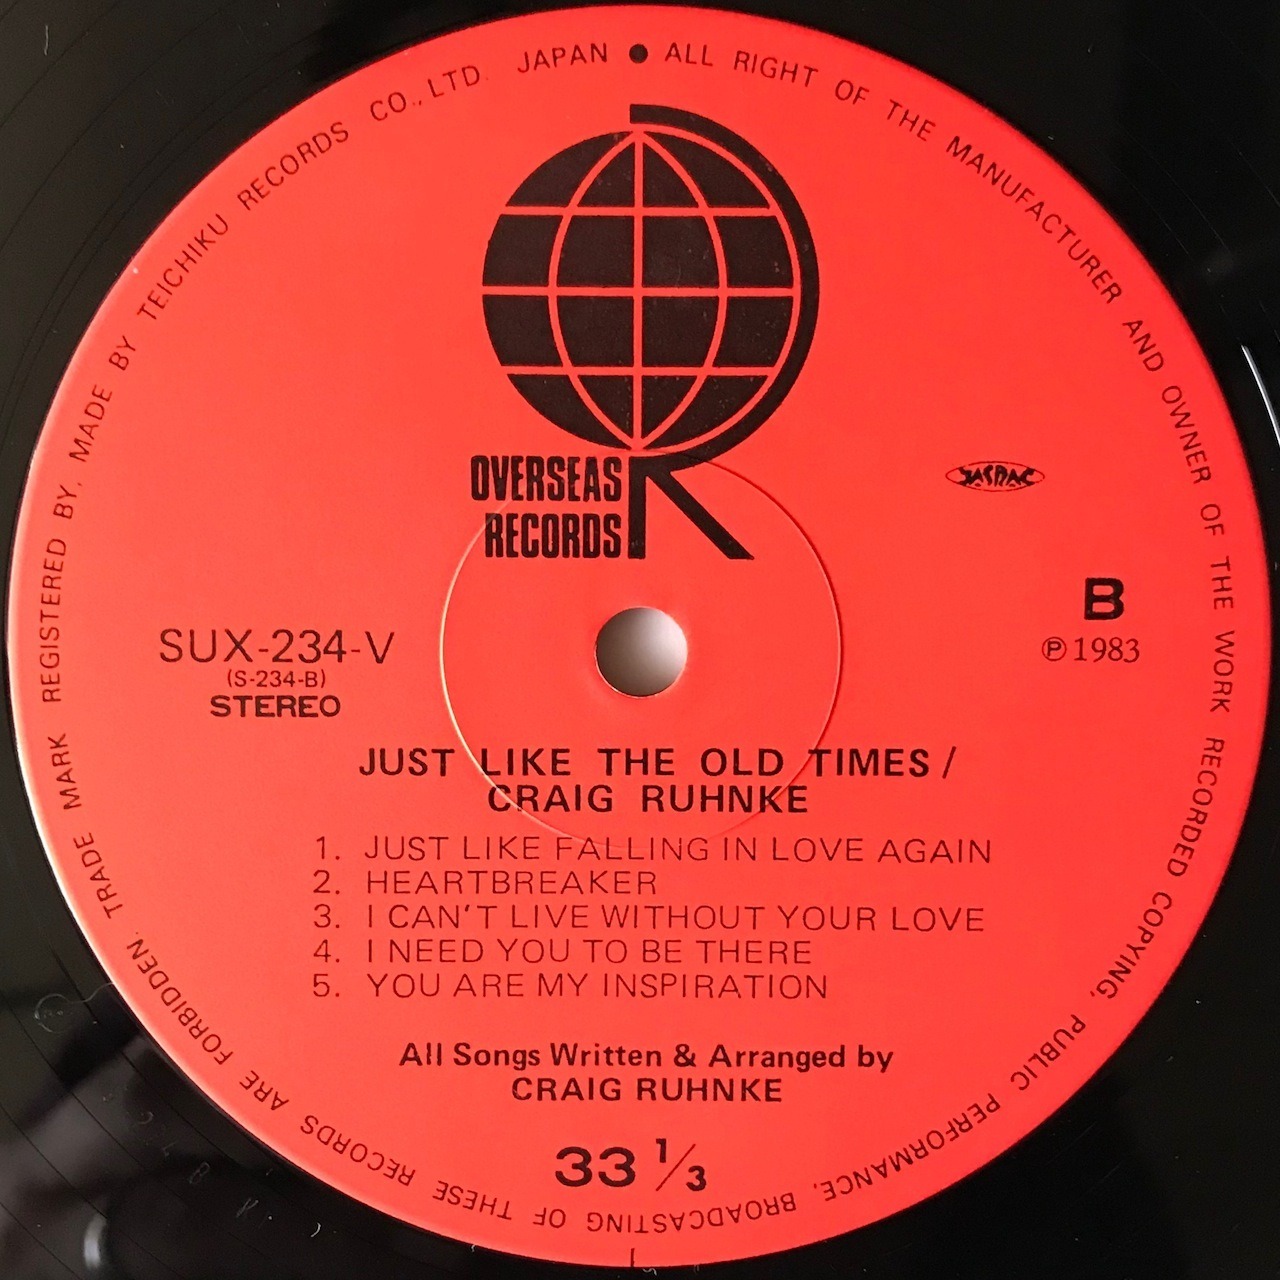 TRADE MARK REGISTERED BY, MADE BY TEICHIKU RECORDS CO., LTD. JAPAN ● ALL RIGHT OF THE MANUFACTURER AND OWNER OF THE WORK RECORDED COPYING, PUBLIC PERFORMANCE, BROADCASTING OF THESE RECORDS ARE FORBIDDEN.
OVERSEAS
RECORDS
R
JASRAC
B
℗ 1983
SUX-234-V
(S-234-B)
STEREO
JUST LIKE THE OLD TIMES /
CRAIG RUHNKE
1. JUST LIKE FALLING IN LOVE AGAIN
2. HEARTBREAKER
3. I CAN'T LIVE WITHOUT YOUR LOVE
4. I NEED YOU TO BE THERE
5. YOU ARE MY INSPIRATION
All Songs Written & Arranged by
CRAIG RUHNKE
33 1/3